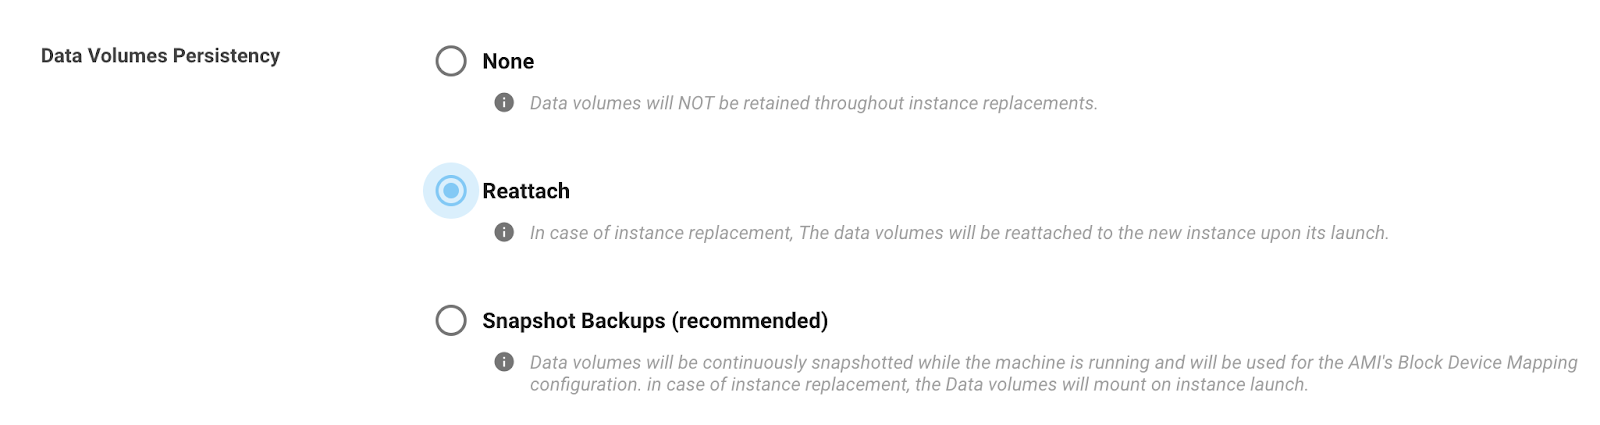 Data Volumes Persistency
None
Data volumes will NOT be retained throughout instance replacements.
Reattach
In case of instance replacement, The data volumes will be reattached to the new instance upon its launch.
Snapshot Backups (recommended)
Data volumes will be continuously snapshotted while the machine is running and will be used for the AMI's Block Device Mapping
configuration. in case of instance replacement, the Data volumes will mount on instance launch.